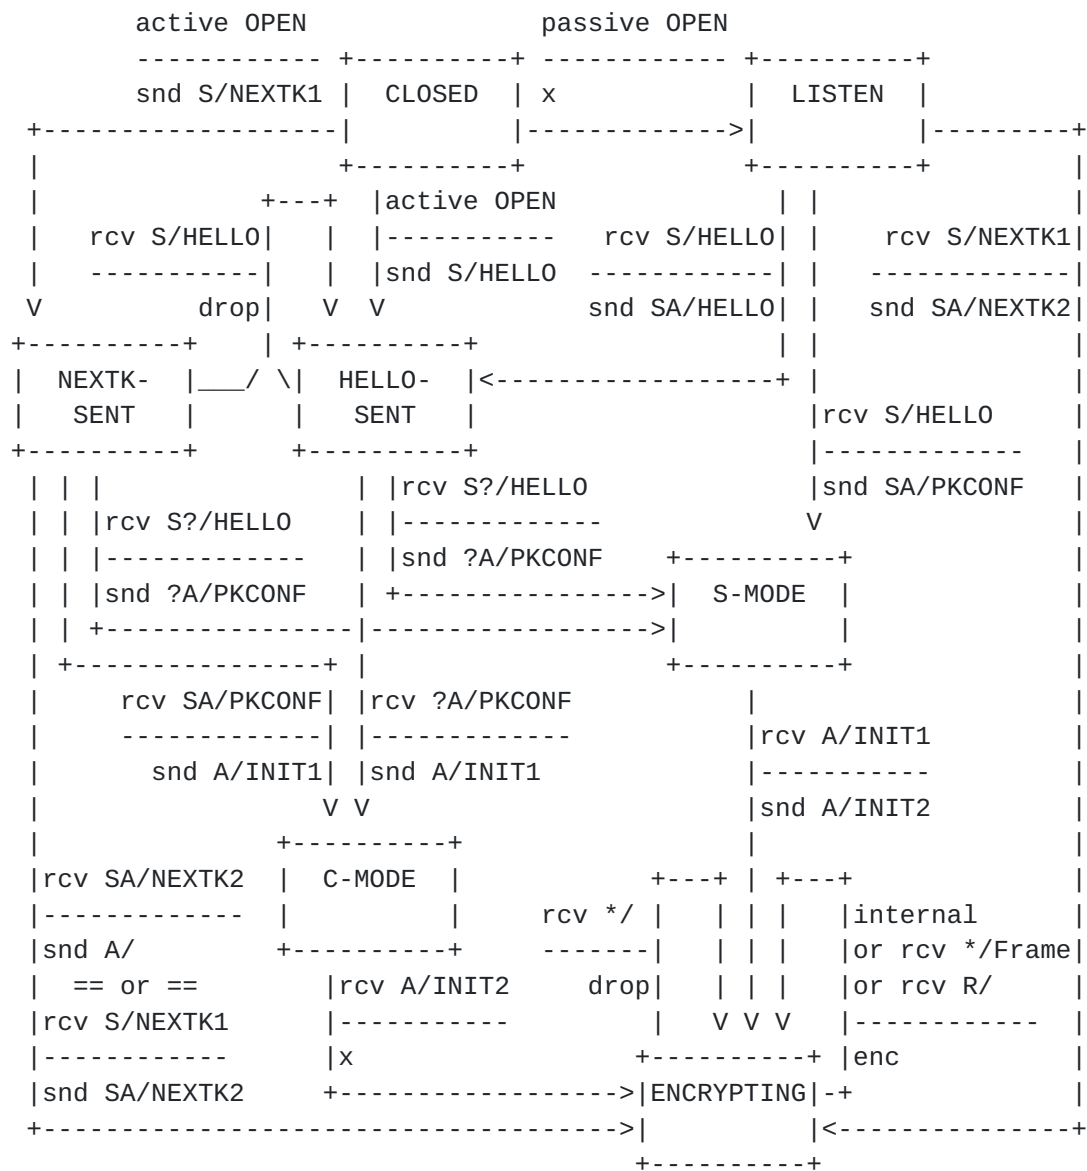 active OPEN passive OPEN
------------ +----------+ ------------ +----------+
snd S/NEXTK1 | CLOSED | x | LISTEN |
+-------------------| |------------->| |---------+
| +----------+ +----------+ |
| +---+ |active OPEN | | |
| rcv S/HELLO| | |----------- rcv S/HELLO| | rcv S/NEXTK1|
| -----------| | |snd S/HELLO ------------| | -------------|
V drop| V V snd SA/HELLO| | snd SA/NEXTK2|
+----------+ | +----------+ | | |
| NEXTK- |___/ \| HELLO- |<------------------+ | |
| SENT | | SENT | |rcv S/HELLO |
+----------+ +----------+ |------------- |
| | | | |rcv S?/HELLO |snd SA/PKCONF |
| | |rcv S?/HELLO | |------------- V |
| | |------------- | |snd ?A/PKCONF +----------+ |
| | |snd ?A/PKCONF | +---------------->| S-MODE | |
| | +----------------|------------------>| | |
| +----------------+ | +----------+ |
| rcv SA/PKCONF| |rcv ?A/PKCONF | |
| -------------| |------------- |rcv A/INIT1 |
| snd A/INIT1| |snd A/INIT1 |----------- |
| V V |snd A/INIT2 |
| +----------+ | |
|rcv SA/NEXTK2 | C-MODE | +---+ | +---+ |
|------------- | | rcv */ | | | | |internal |
|snd A/ +----------+ -------| | | | |or rcv */Frame|
| == or == |rcv A/INIT2 drop| | | | |or rcv R/ |
|rcv S/NEXTK1 |----------- | V V V |------------ |
|------------ |x +----------+ |enc |
|snd SA/NEXTK2 +------------------>|ENCRYPTING|-+ |
+------------------------------------->| |<---------------+
+----------+